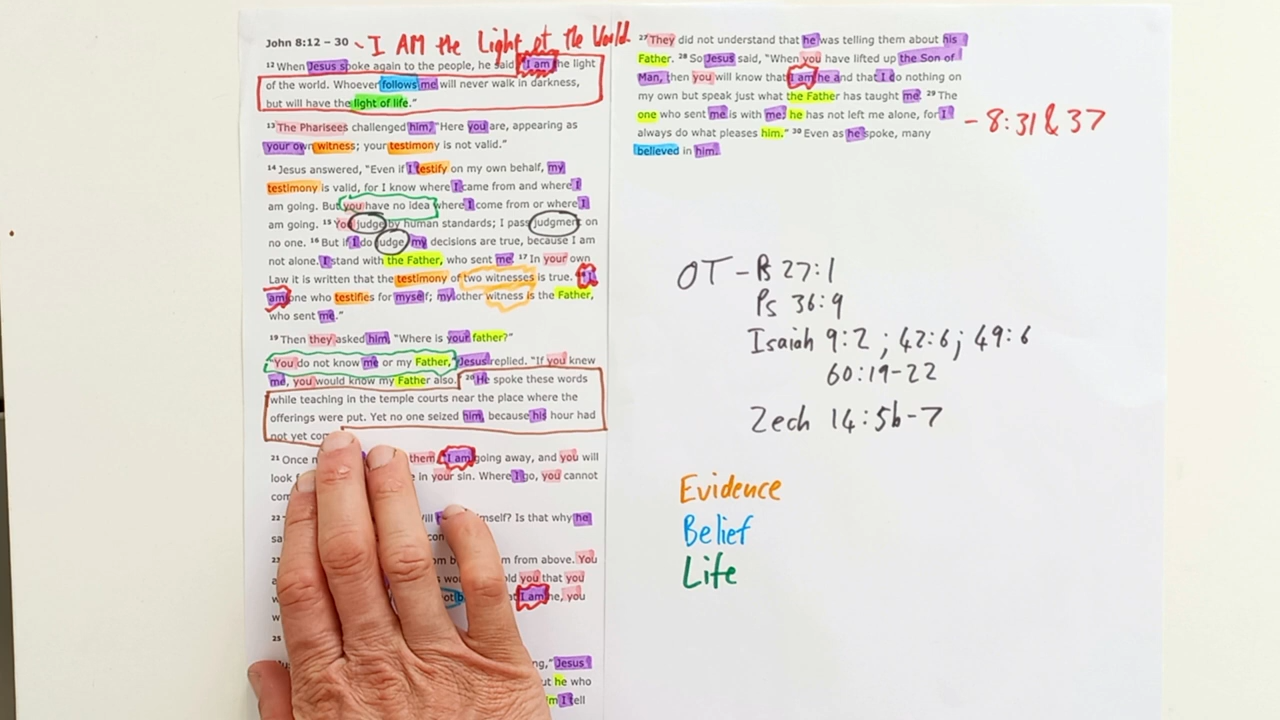 John 8:12 – 30 ~ I AM the Light of the World.
12 When Jesus spoke again to the people, he said "I am the light
of the world. Whoever follows me will never walk in darkness,
but will have the light of life."
13 The Pharisees challenged him, "Here you are, appearing as
your own witness; your testimony is not valid."
14 Jesus answered, "Even if I testify on my own behalf, my
testimony is valid, for I know where I came from and where I
am going. But you have no idea where I come from or where I
am going. 15 You judge by human standards; I pass judgment on
no one. 16 But if I do judge my decisions are true, because I am
not alone. I stand with the Father, who sent me. 17 In your own
Law it is written that the testimony of two witnesses is true. 18 I
am one who testifies for myself; my other witness is the Father,
who sent me."
19 Then they asked him, "Where is your father?"
"You do not know me or my Father," Jesus replied. "If you knew
me, you would know my Father also. 20 He spoke these words
while teaching in the temple courts near the place where the
offerings were put. Yet no one seized him, because his hour had
not yet com
21 Once m them "I am going away, and you will
look f e in your sin. Where I go, you cannot
com
22 Will mself? Is that why he
sa con
23 om b m from above. You
a wou old you that you
w not b I am he, you
w
25
ng," Jesus
ut he who
m I tell
27 They did not understand that he was telling them about his
Father. 28 So Jesus said, "When you have lifted up the Son of
Man, then you will know that I am he and that I do nothing on
my own but speak just what the Father has taught me. 29 The
one who sent me is with me; he has not left me alone, for I
always do what pleases him." 30 Even as he spoke, many
believed in him.
- 8:31 & 37
OT - Ps 27:1
Ps 36:9
Isaiah 9:2 ; 42:6; 49:6
60:19-22
Zech 14:5b-7
Evidence
Belief
Life